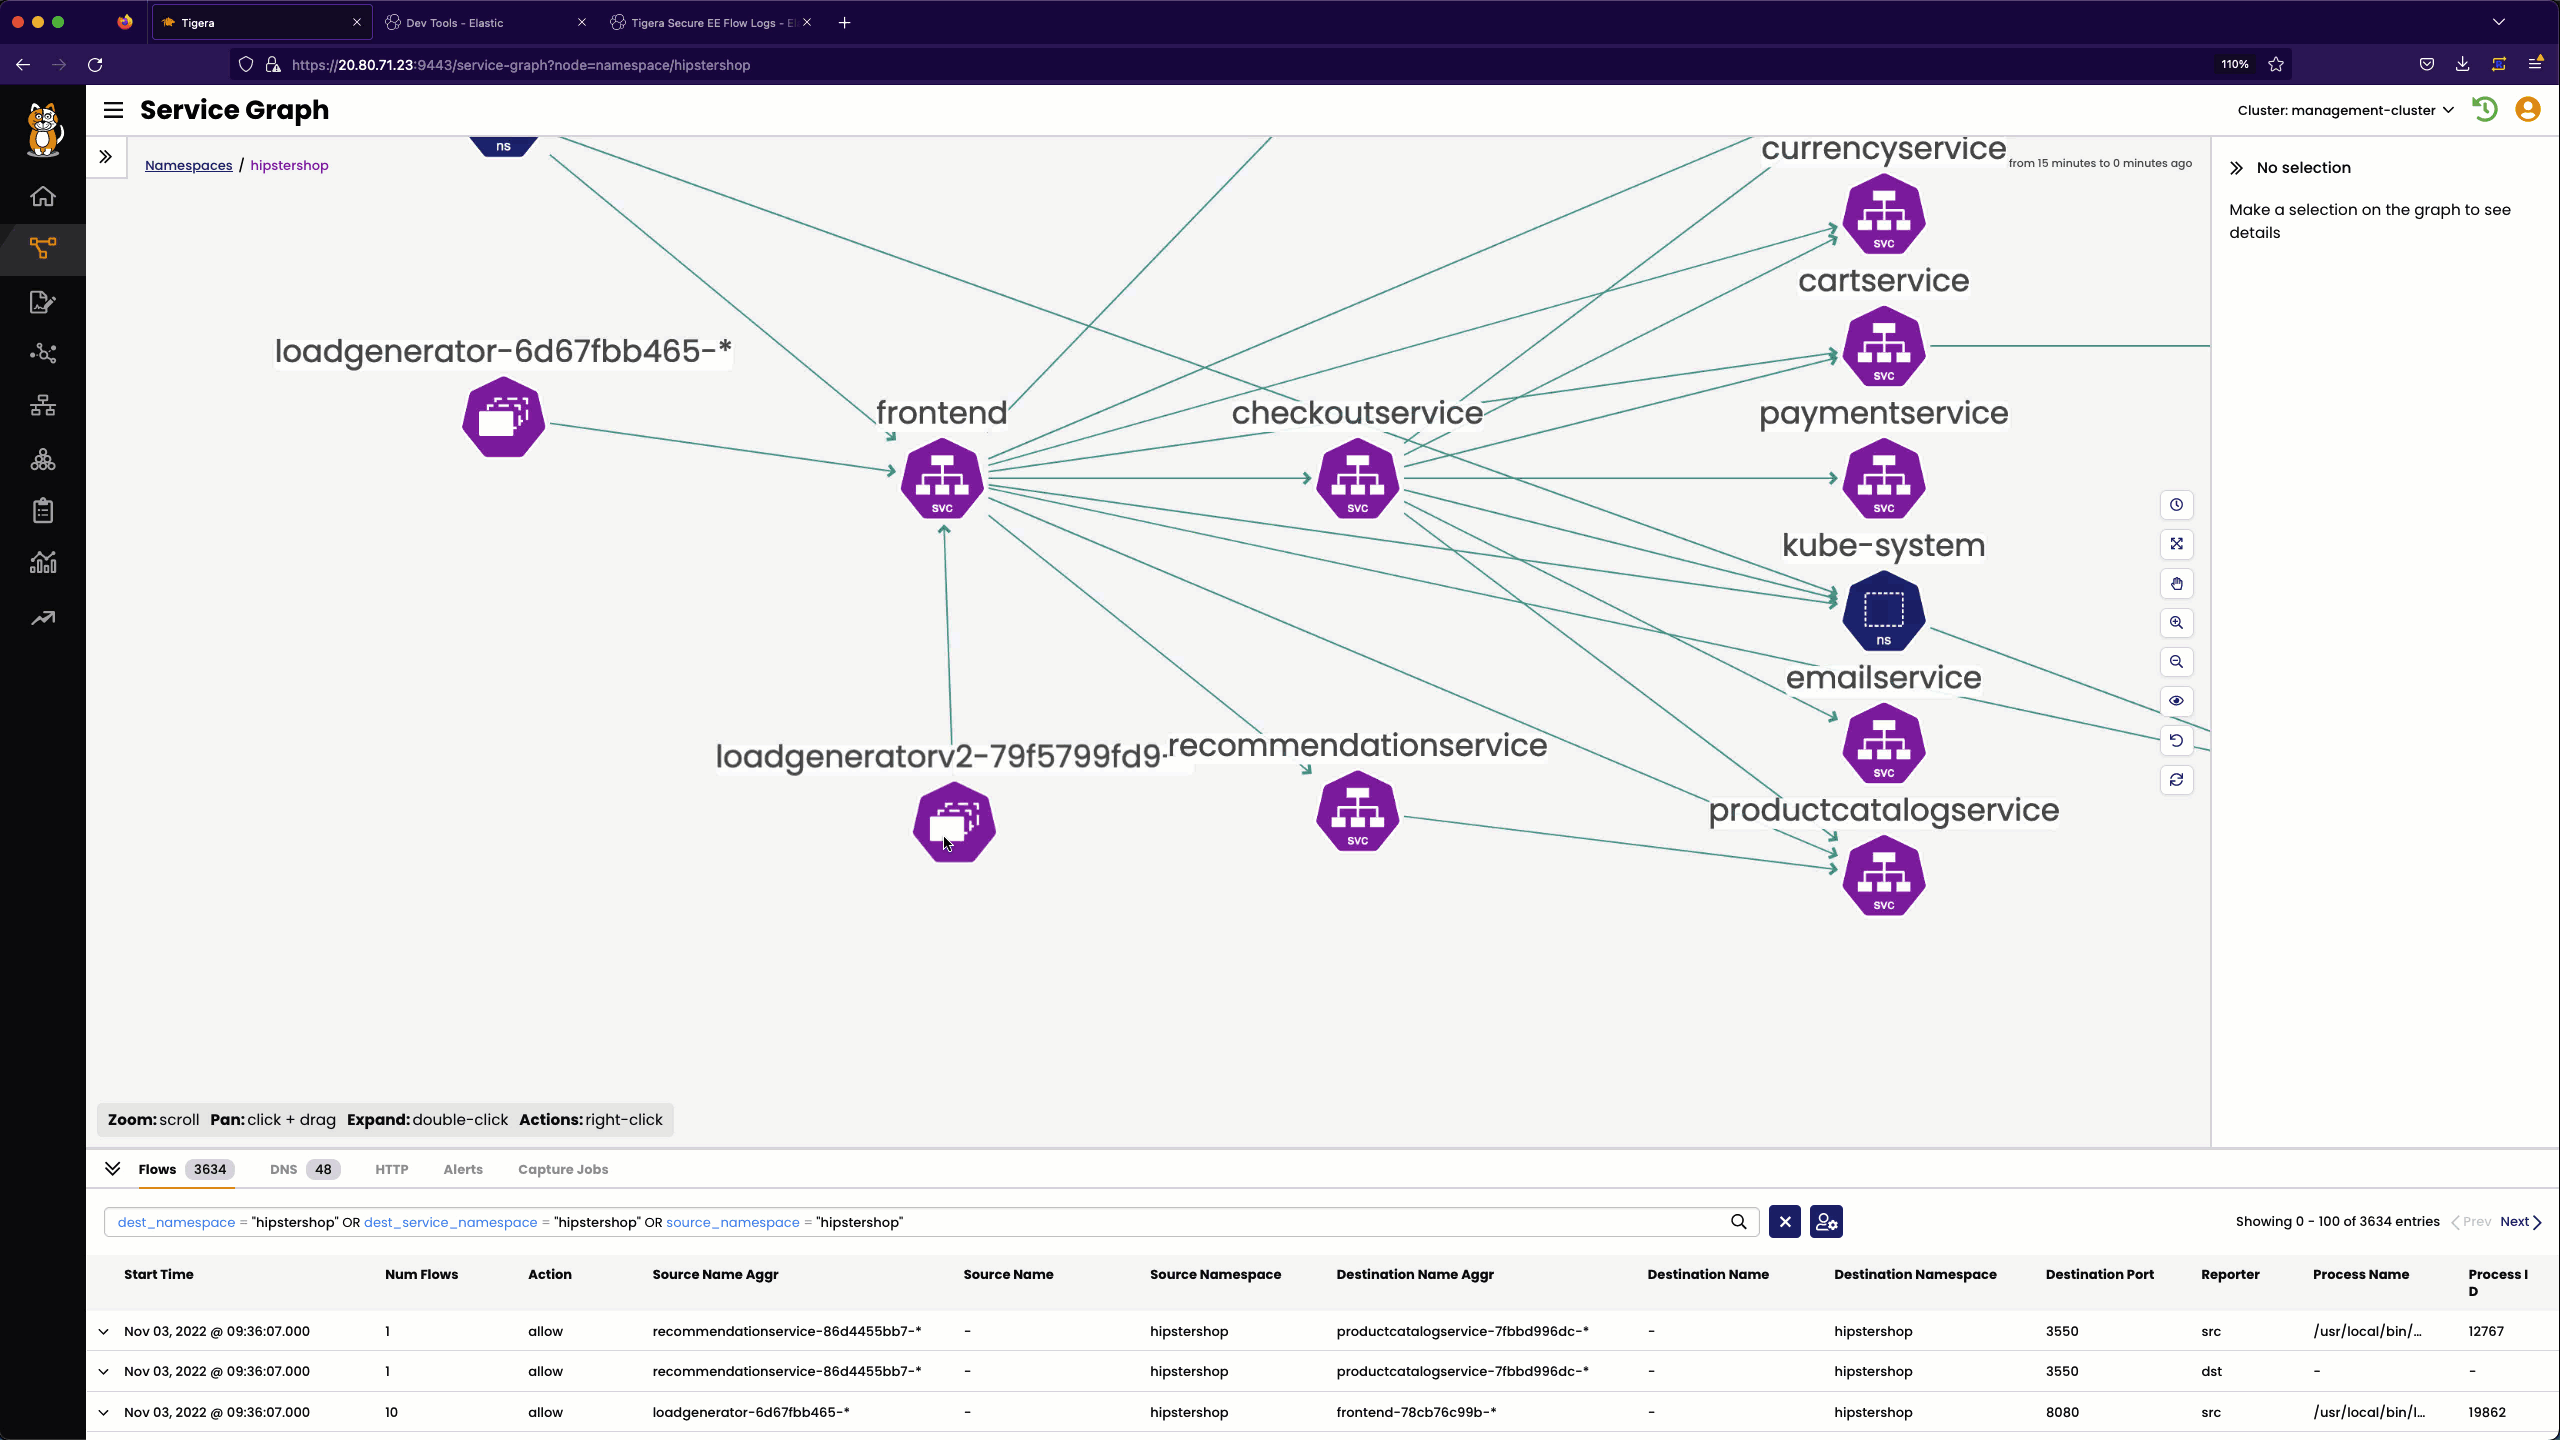 Tigera
Dev Tools - Elastic
Tigera Secure EE Flow Logs - El
https://20.80.71.23:9443/service-graph?node=namespace/hipstershop
110%
Service Graph
Cluster: management-cluster
Namespaces / hipstershop
from 15 minutes to 0 minutes ago
No selection
Make a selection on the graph to see
details
ns
currencyservice
svc
cartservice
svc
loadgenerator-6d67fbb465-*
frontend
svc
checkoutservice
svc
paymentservice
svc
kube-system
ns
emailservice
svc
loadgeneratorv2-79f5799fd9-
recommendationservice
svc
productcatalogservice
svc
Zoom: scroll Pan: click + drag Expand: double-click Actions: right-click
Flows 3634 DNS 48 HTTP Alerts Capture Jobs
dest_namespace = "hipstershop" OR dest_service_namespace = "hipstershop" OR source_namespace = "hipstershop"
Showing 0 - 100 of 3634 entries Prev Next
Start Time Num Flows Action Source Name Aggr Source Name Source Namespace Destination Name Aggr Destination Name Destination Namespace Destination Port Reporter Process Name Process I
D
Nov 03, 2022 @ 09:36:07.000 1 allow recommendationservice-86d4455bb7-* - hipstershop productcatalogservice-7fbbd996dc-* - hipstershop 3550 src /usr/local/bin/... 12767
Nov 03, 2022 @ 09:36:07.000 1 allow recommendationservice-86d4455bb7-* - hipstershop productcatalogservice-7fbbd996dc-* - hipstershop 3550 dst - -
Nov 03, 2022 @ 09:36:07.000 10 allow loadgenerator-6d67fbb465-* - hipstershop frontend-78cb76c99b-* - hipstershop 8080 src /usr/local/bin/l... 19862